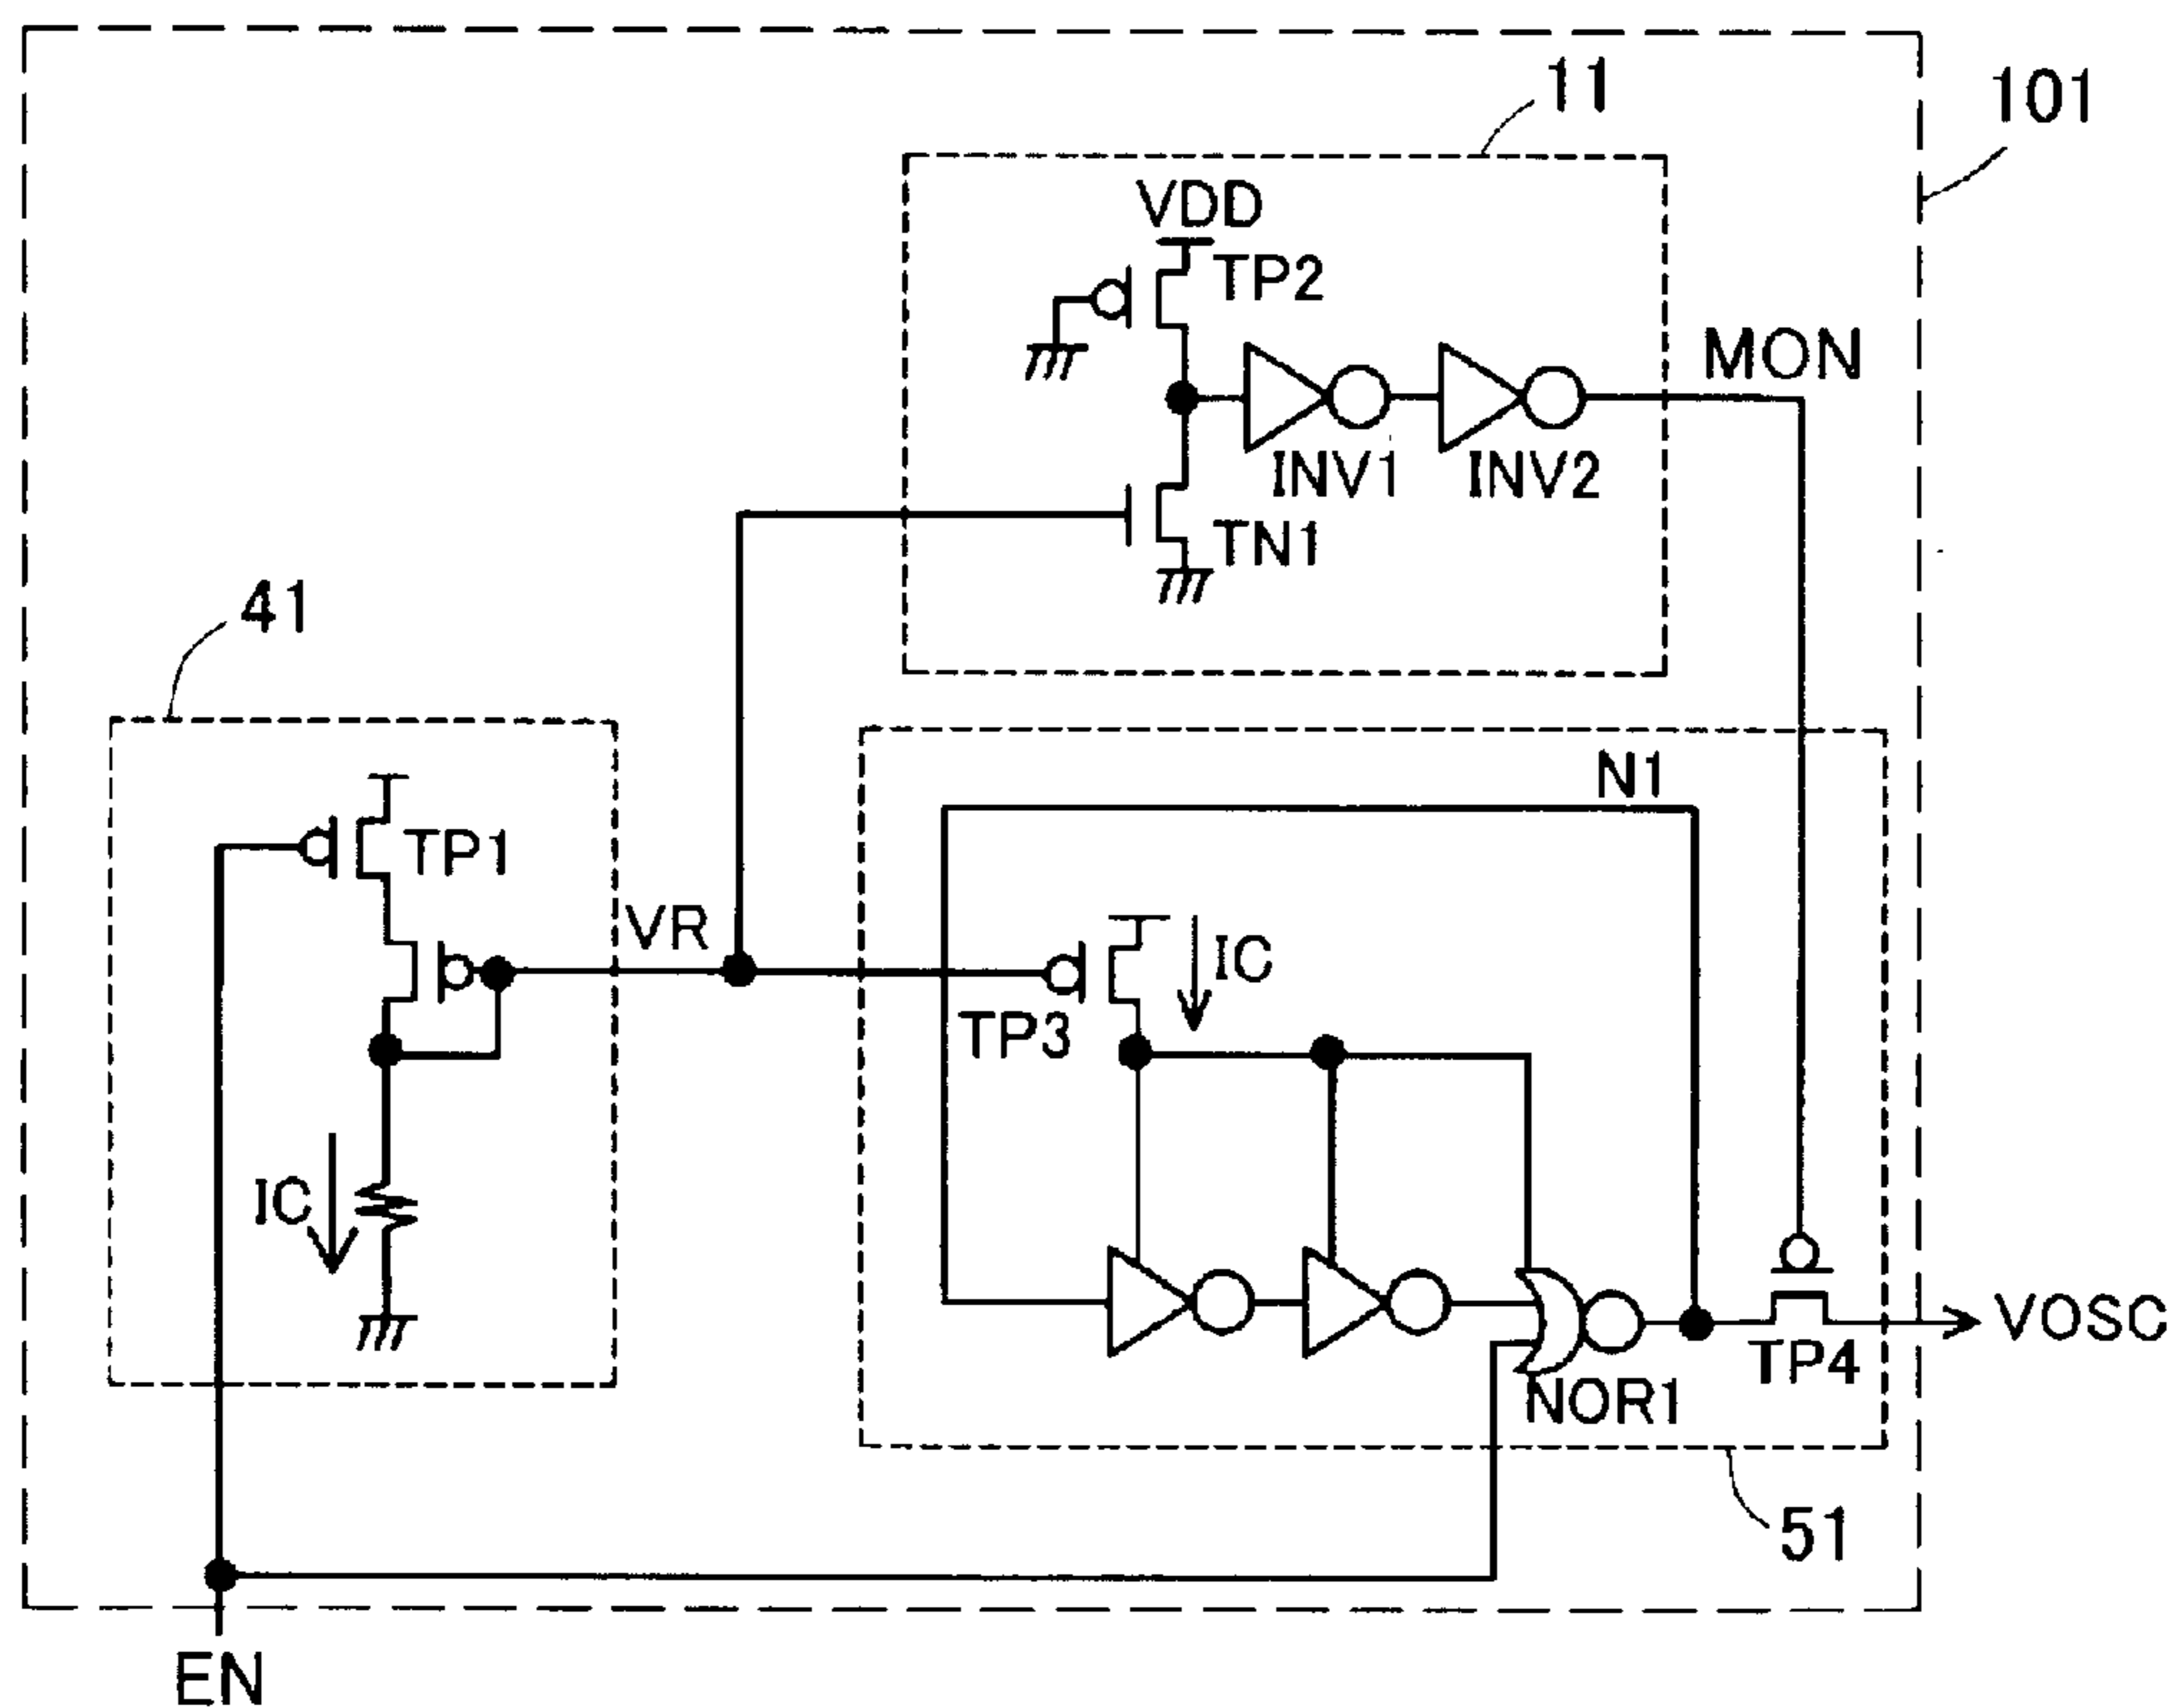 11
101
VDD
TP2
MON
INV1
INV2
TN1
41
N1
TP1
VR
IC
TP3
IC
VOSC
TP4
NOR1
51
EN